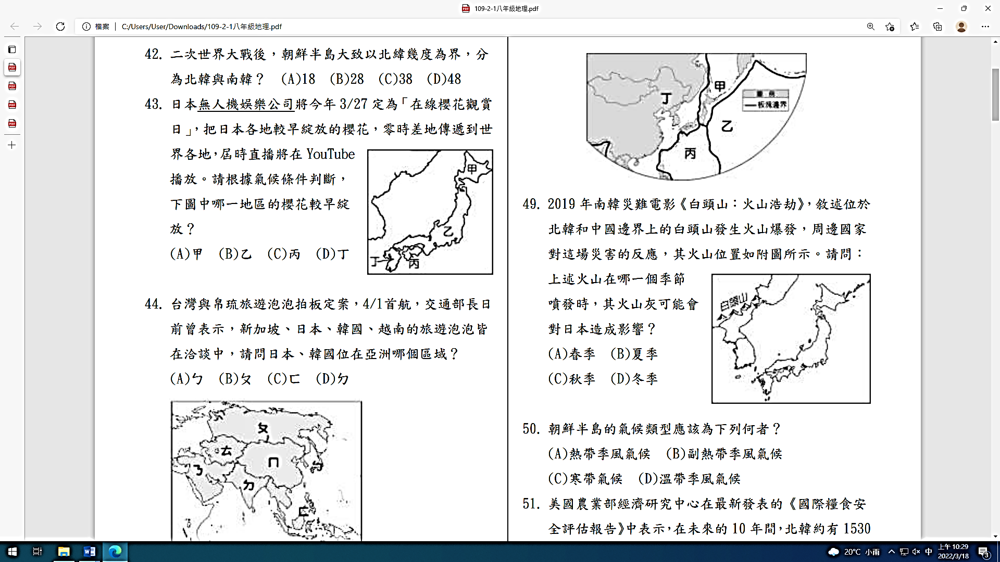 109-2-1八年級地理.pdf
檔案 | C:/Users/User/Downloads/109-2-1八年級地理.pdf
42. 二次世界大戰後，朝鮮半島大致以北緯幾度為界，分
為北韓與南韓？ (A)18 (B)28 (C)38 (D)48
43. 日本無人機娛樂公司將今年 3/27 定為「在線櫻花觀賞
日」，把日本各地較早綻放的櫻花，零時差地傳遞到世
界各地，屆時直播將在 YouTube
播放。請根據氣候條件判斷，
下圖中哪一地區的櫻花較早綻
放？
(A)甲 (B)乙 (C)丙 (D)丁
甲
乙
丁
丙
44. 台灣與帛琉旅遊泡泡拍板定案，4/1首航，交通部長日
前曾表示，新加坡、日本、韓國、越南的旅遊泡泡皆
在洽談中，請問日本、韓國位在亞洲哪個區域？
(A)ㄅ (B)ㄆ (C)ㄈ (D)ㄉ
ㄆ
ㄊ
ㄇ
ㄋ
ㄅ
ㄉ
ㄈ
甲
丁
板塊邊界
乙
丙
49. 2019 年南韓災難電影《白頭山：火山浩劫》，敘述位於
北韓和中國邊界上的白頭山發生火山爆發，周邊國家
對這場災害的反應，其火山位置如附圖所示。請問：
上述火山在哪一個季節
噴發時，其火山灰可能會
對日本造成影響？
(A)春季 (B)夏季
(C)秋季 (D)冬季
白頭山
50. 朝鮮半島的氣候類型應該為下列何者？
(A)熱帶季風氣候 (B)副熱帶季風氣候
(C)寒帶氣候 (D)溫帶季風氣候
51. 美國農業部經濟研究中心在最新發表的《國際糧食安
全評估報告》中表示，在未來的 10 年間，北韓約有 1530
20°C 小雨
中
上午 10:29
2022/3/18
3